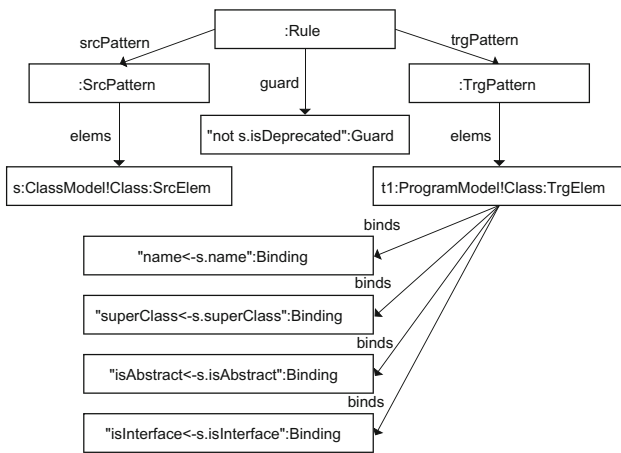 :Rule
srcPattern
trgPattern
:SrcPattern
guard
:TrgPattern
elems
"not s.isDeprecated":Guard
elems
s:ClassModel!Class:SrcElem
t1:ProgramModel!Class:TrgElem
binds
"name<-s.name":Binding
binds
"superClass<-s.superClass":Binding
binds
"isAbstract<-s.isAbstract":Binding
binds
"isInterface<-s.isInterface":Binding